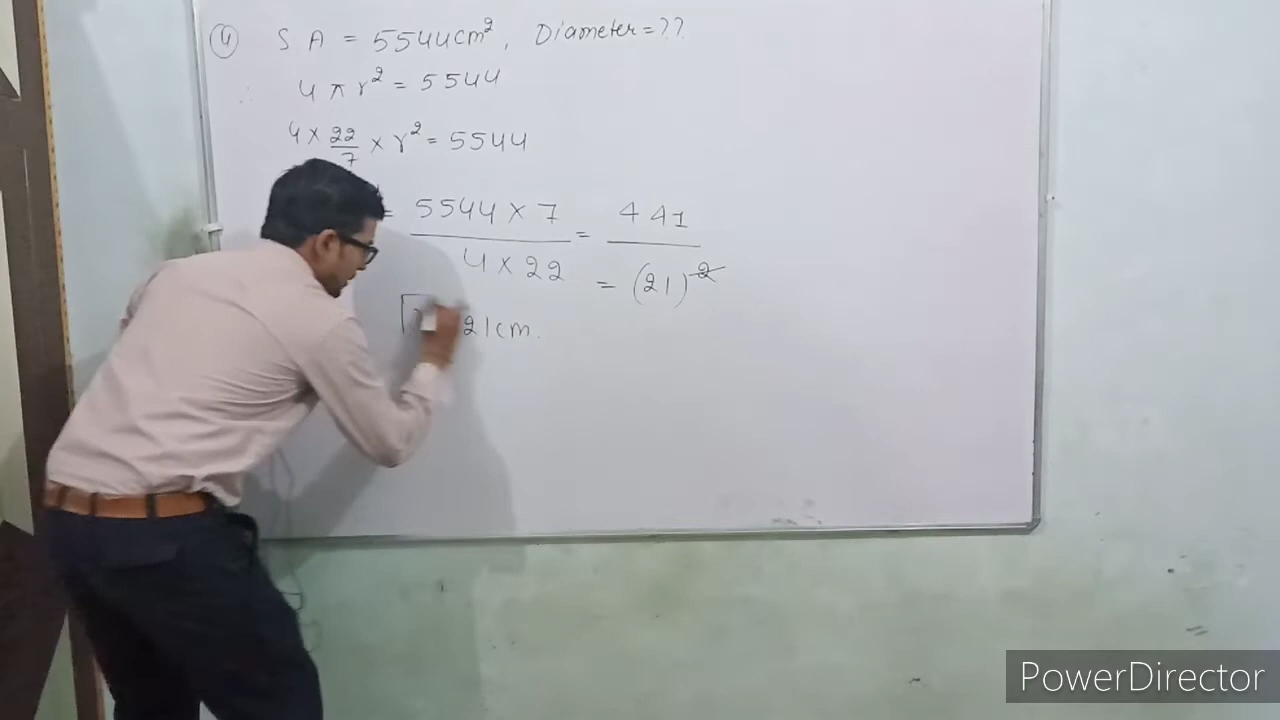 4 S A = 5544cm², Diameter = ??
∴ 4 π r² = 5544
4 × 22/7 × r² = 5544
= 5544 × 7 / 4 × 22 = 441
= (21)²
21cm.
PowerDirector